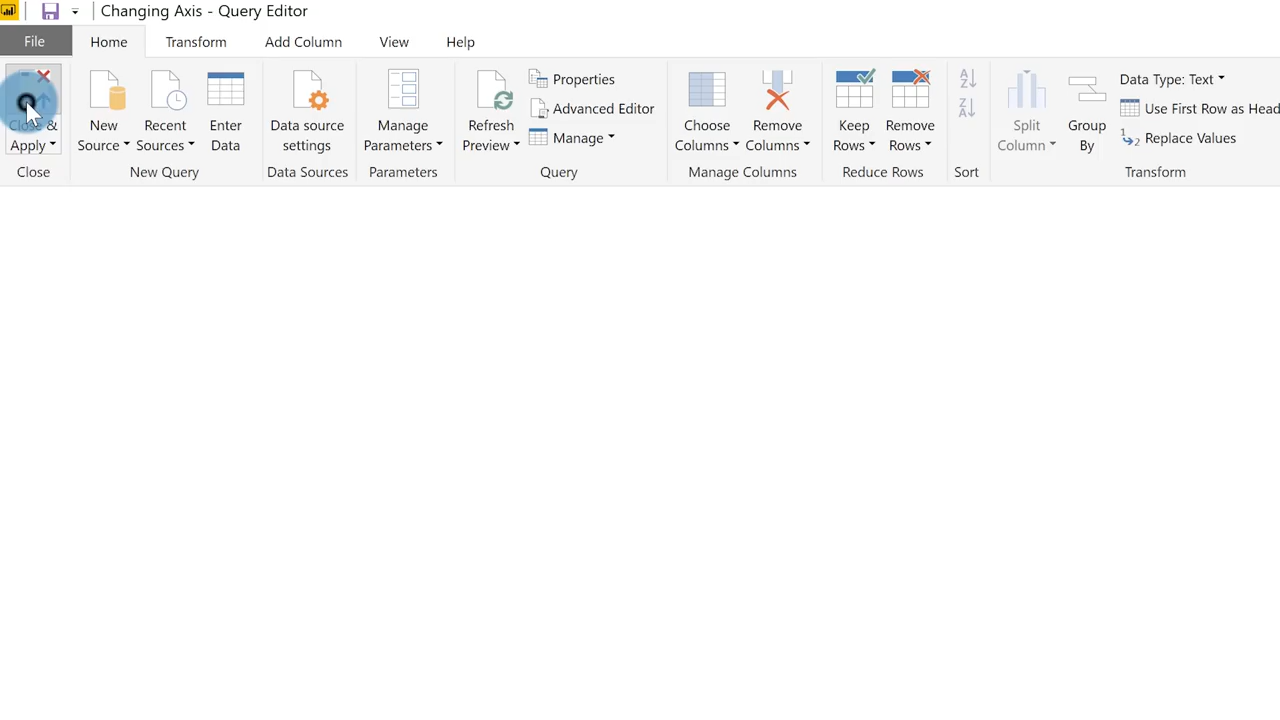 Changing Axis - Query Editor
File Home Transform Add Column View Help
Close &
Apply
Close
New
Source
Recent
Sources
Enter
Data
New Query
Data source
settings
Data Sources
Manage
Parameters
Parameters
Refresh
Preview
Properties
Advanced Editor
Manage
Query
Choose
Columns
Remove
Columns
Manage Columns
Keep
Rows
Remove
Rows
Reduce Rows
A
Z
Z
A
Sort
Split
Column
Group
By
Data Type: Text
Use First Row as Head
1
2
Replace Values
Transform